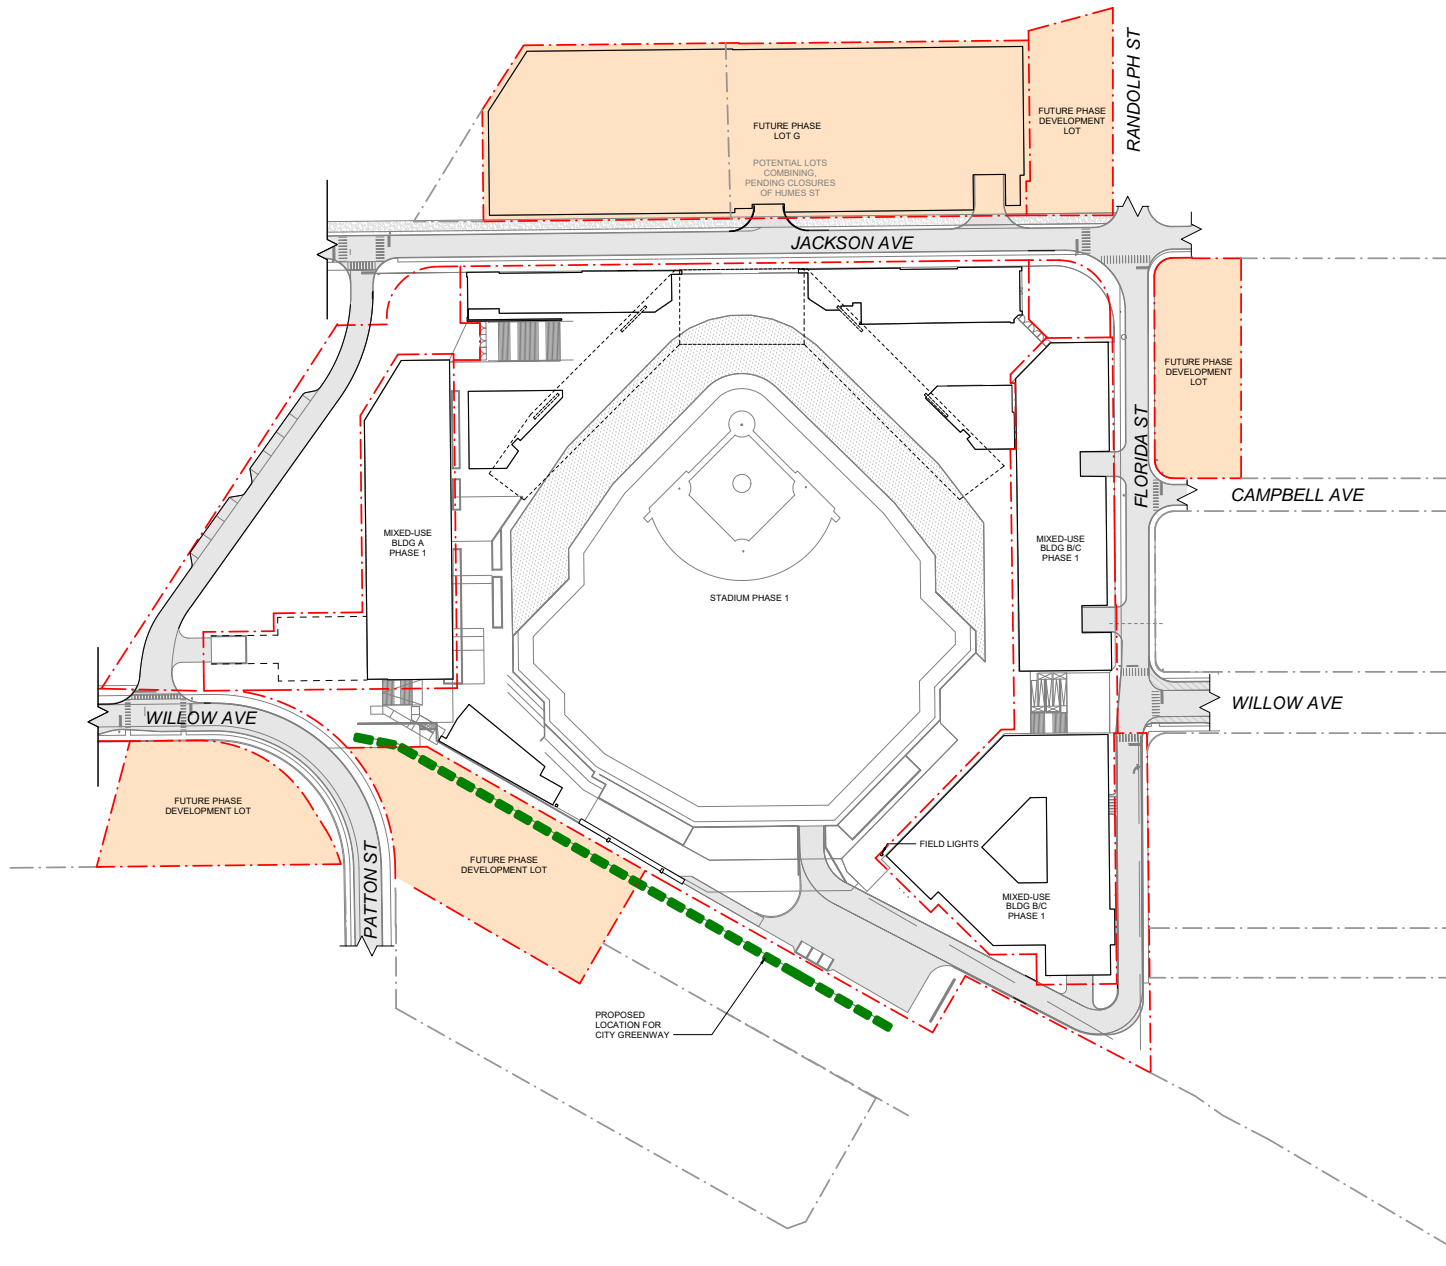 RANDOLPH ST
FUTURE PHASE
DEVELOPMENT
LOT
FUTURE PHASE
LOT G
POTENTIAL LOTS
COMBINING,
PENDING CLOSURES
OF HUMES ST
JACKSON AVE
FUTURE PHASE
DEVELOPMENT
LOT
FLORIDA ST
CAMPBELL AVE
MIXED-USE
BLDG A
PHASE 1
MIXED-USE
BLDG B/C
PHASE 1
STADIUM PHASE 1
WILLOW AVE
WILLOW AVE
FUTURE PHASE
DEVELOPMENT LOT
FIELD LIGHTS
FUTURE PHASE
DEVELOPMENT LOT
PATTON ST
MIXED-USE
BLDG B/C
PHASE 1
PROPOSED
LOCATION FOR
CITY GREENWAY